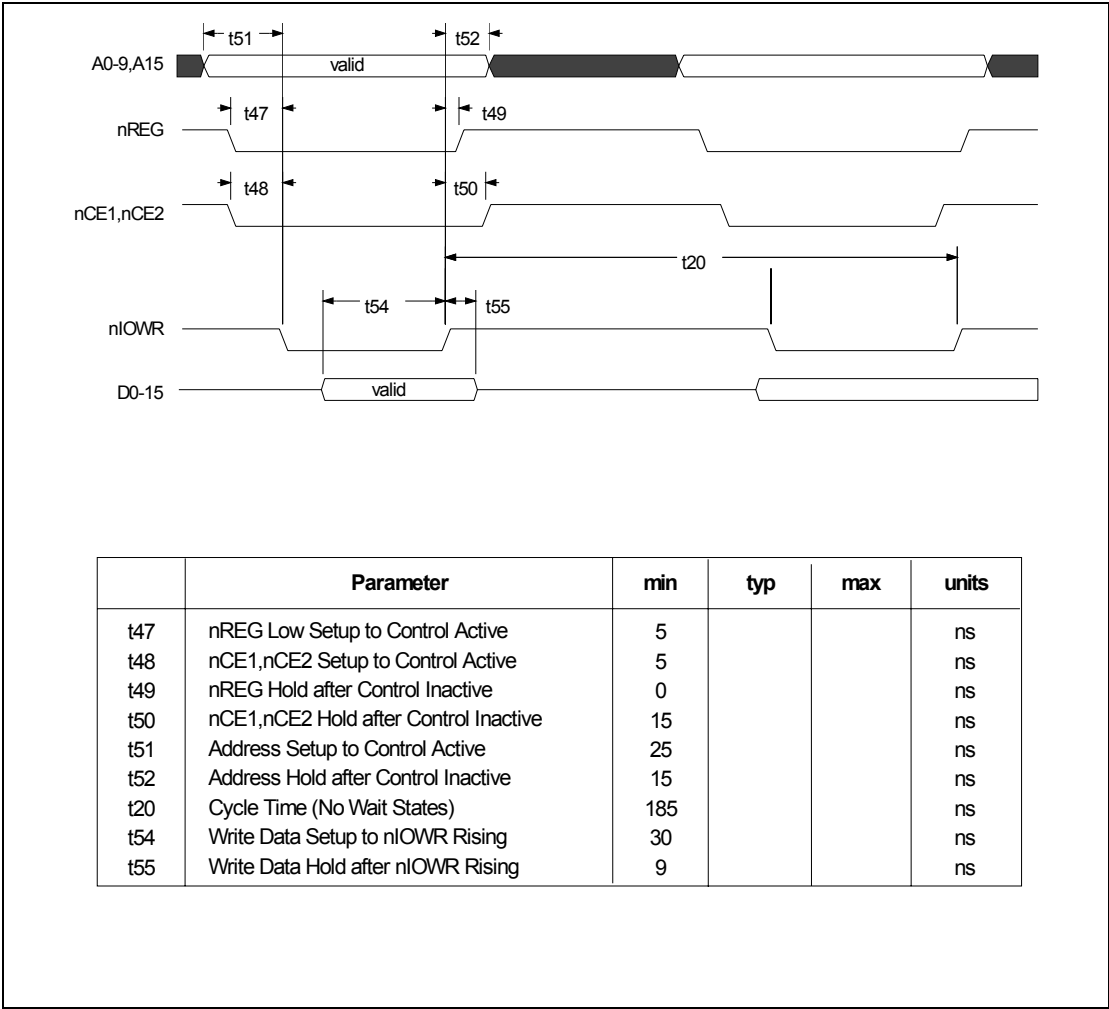 t51 t52
A0-9,A15 valid
t47 t49
nREG
t48 t50
nCE1,nCE2
t20
t54 t55
nIOWR
D0-15 valid
Parameter min typ max units
t47 nREG Low Setup to Control Active 5 ns
t48 nCE1,nCE2 Setup to Control Active 5 ns
t49 nREG Hold after Control Inactive 0 ns
t50 nCE1,nCE2 Hold after Control Inactive 15 ns
t51 Address Setup to Control Active 25 ns
t52 Address Hold after Control Inactive 15 ns
t20 Cycle Time (No Wait States) 185 ns
t54 Write Data Setup to nIOWR Rising 30 ns
t55 Write Data Hold after nIOWR Rising 9 ns